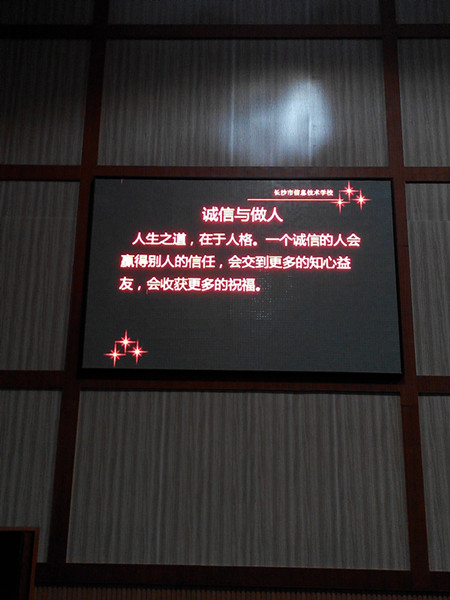 长沙市信息技术学校
诚信与做人
人生之道，在于人格。一个诚信的人会
赢得别人的信任，会交到更多的知心益
友，会收获更多的祝福。